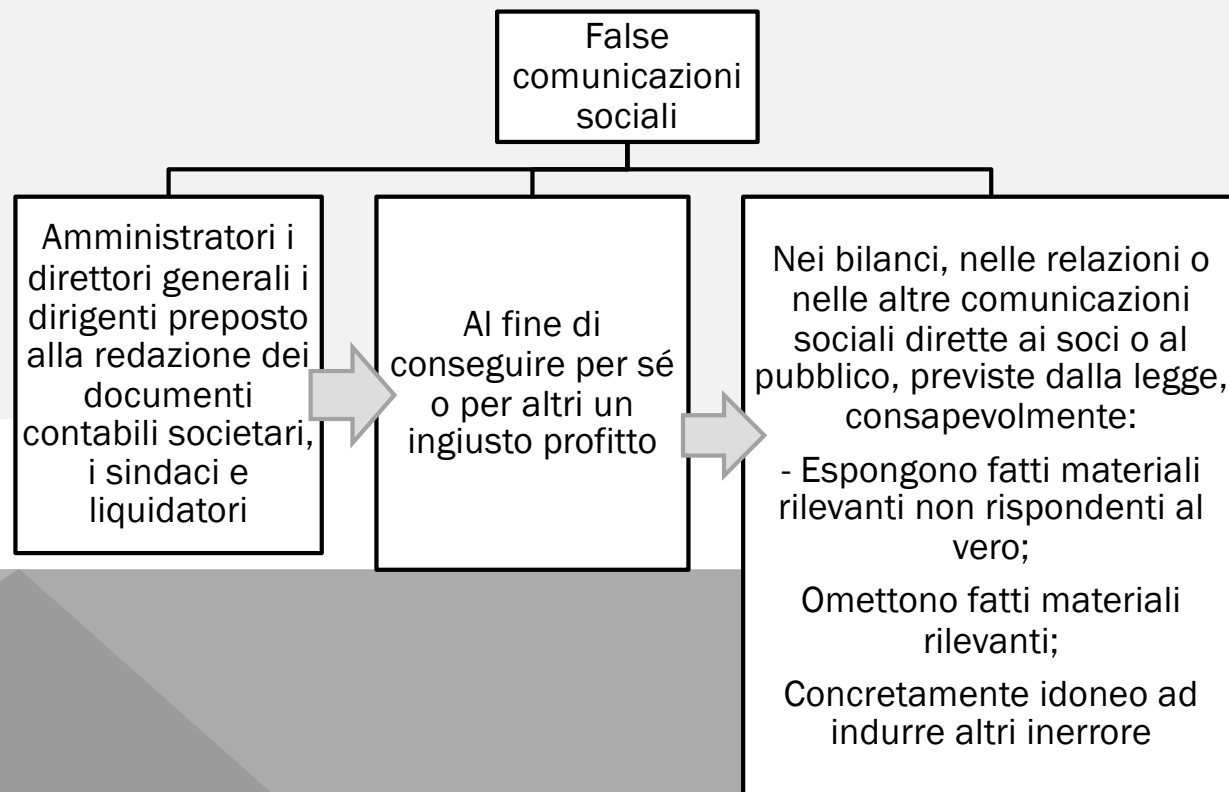 False
comunicazioni
sociali
Amministratori i
direttori generali i
dirigenti preposto
alla redazione dei
documenti
contabili societari,
i sindaci e
liquidatori
Al fine di
conseguire per sé
o per altri un
ingiusto profitto
Nei bilanci, nelle relazioni o
nelle altre comunicazioni
sociali dirette ai soci o al
pubblico, previste dalla legge,
consapevolmente:
- Espongono fatti materiali
rilevanti non rispondenti al
vero;
Omettono fatti materiali
rilevanti;
Concretamente idoneo ad
indurre altri inerrore